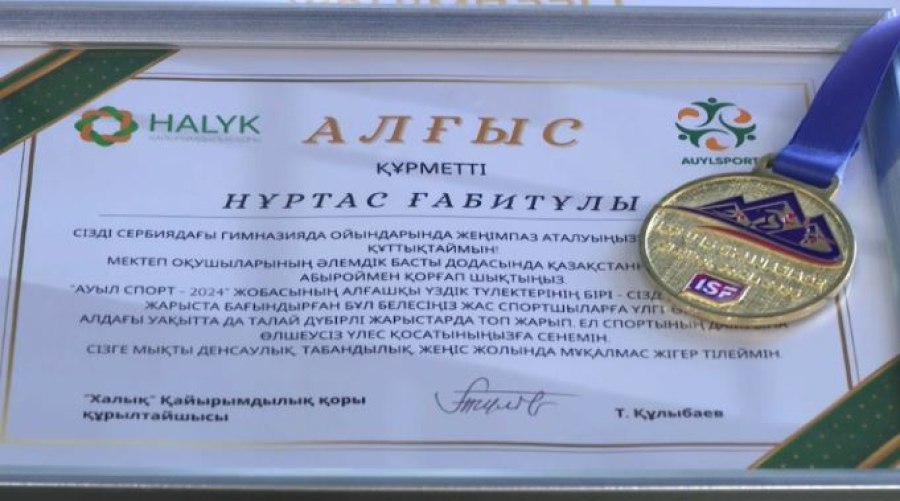 HALYK
АЛҒЫС
AUYLSPORT
ҚҰРМЕТТІ
НҰРТАС ҒАБИТҰЛЫ
СІЗДІ СЕРБИЯДАҒЫ ГИМНАЗИЯДА ОЙЫНДАРЫНДА ЖЕҢІМПАЗ АТАЛУЫҢЫЗ
ҚҰТТЫҚТАЙМЫН!
МЕКТЕП ОҚУШЫЛАРЫНЫҢ ӘЛЕМДІК БАСТЫ ДОДАСЫНДА ҚАЗАҚСТАН
АБЫРОЙМЕН ҚОРҒАП ШЫҚТЫҢЫЗ.
"АУЫЛ СПОРТ - 2024" ЖОБАСЫНЫҢ АЛҒАШҚЫ ҮЗДІК ТҮЛЕКТЕРІНІҢ БІРІ - СІЗД
ЖАРЫСТА БАҒЫНДЫРҒАН БҰЛ БЕЛЕСІҢІЗ ЖАС СПОРТШЫЛАРҒА ҮЛГІ
АЛДАҒЫ УАҚЫТТА ДА ТАЛАЙ ДҮБІРЛІ ЖАРЫСТАРДА ТОП ЖАРЫП, ЕЛ СПОРТЫНЫҢ
ӨЛШЕУСІЗ ҮЛЕС ҚОСАТЫНЫҢЫЗҒА СЕНЕМІН.
СІЗГЕ МЫҚТЫ ДЕНСАУЛЫҚ, ТАБАНДЫЛЫҚ, ЖЕҢІС ЖОЛЫНДА МҰҚАЛМАС ЖІГЕР ТІЛЕЙМІН.
"Халық" Қайырымдылық қоры
құрылтайшысы
Т. Құлыбаев
ISF